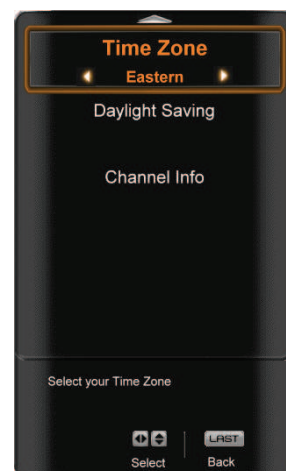 Time Zone
Eastern
Daylight Saving
Channel Info
Select your Time Zone
LAST
Select Back